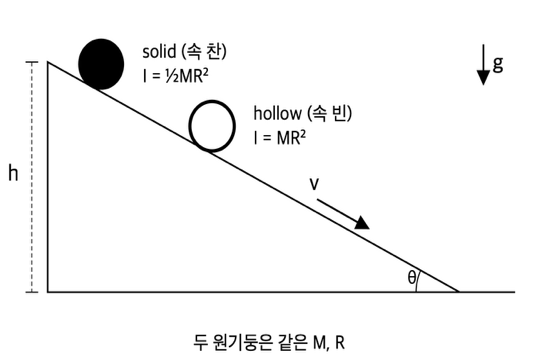 solid (속 찬)
I = ½MR²
g
hollow (속 빈)
I = MR²
h
v
θ
두 원기둥은 같은 M, R